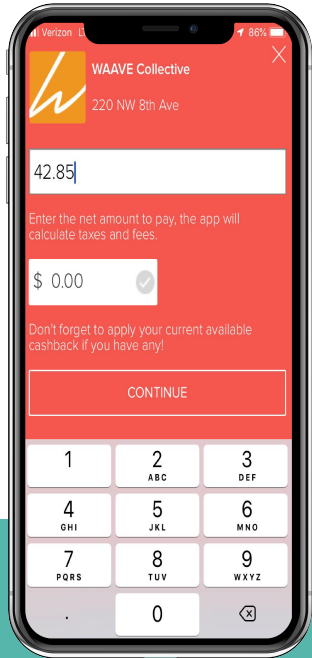 Verizon
86%
WAAVE Collective
220 NW 8th Ave
42.85
Enter the net amount to pay, the app will
calculate taxes and fees.
$ 0.00
Don't forget to apply your current available
cashback if you have any!
CONTINUE
1
2
ABC
3
DEF
4
GHI
5
JKL
6
MNO
7
PQRS
8
TUV
9
WXYZ
.
0